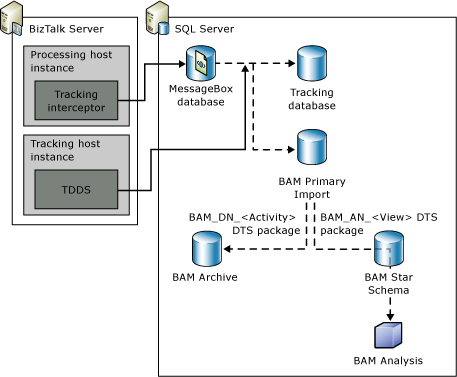 BizTalk Server
SQL Server
Processing host
instance
Tracking
interceptor
Tracking host
instance
TDDS
MessageBox
database
Tracking
database
BAM Primary
Import
BAM_DN_<Activity>
DTS package
BAM_AN_<View> DTS
package
BAM Archive
BAM Star
Schema
BAM Analysis